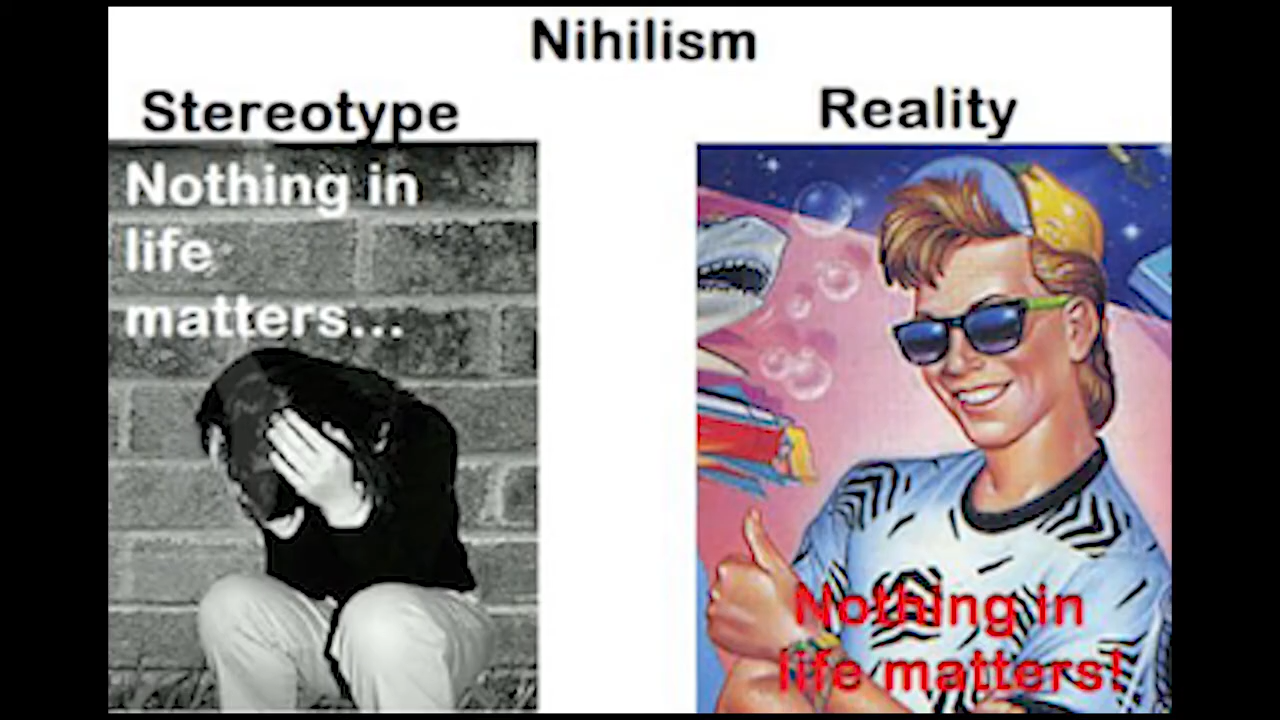 Nihilism
Stereotype
Nothing in
life
matters...
Reality
Nothing in
life matters!